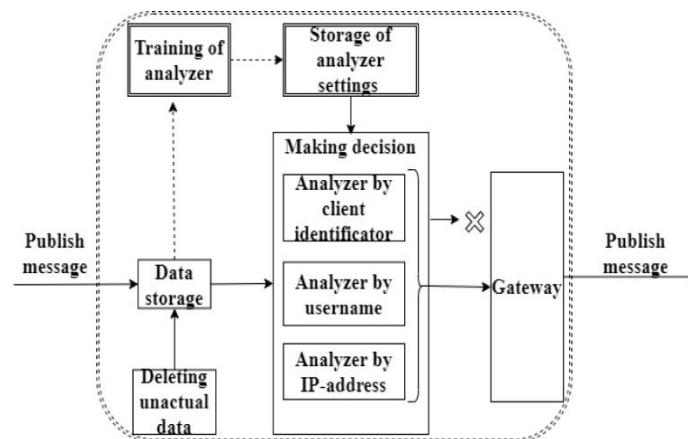 Training of
analyzer
Storage of
analyzer
settings
Making decision
Analyzer by
client
identificator
Publish
message
Data
storage
Analyzer by
username
Gateway
Publish
message
Analyzer by
IP-address
Deleting
unactual
data